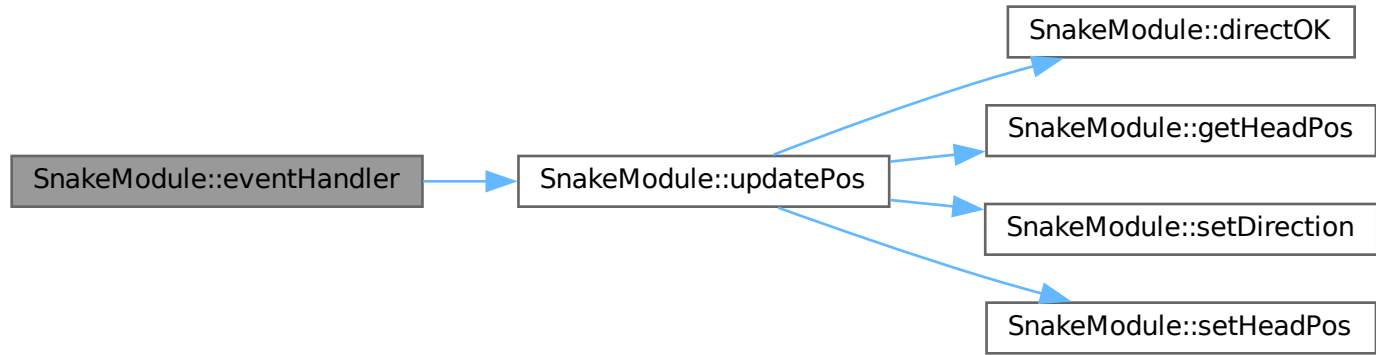 SnakeModule::eventHandler
SnakeModule::updatePos
SnakeModule::directOK
SnakeModule::getHeadPos
SnakeModule::setDirection
SnakeModule::setHeadPos